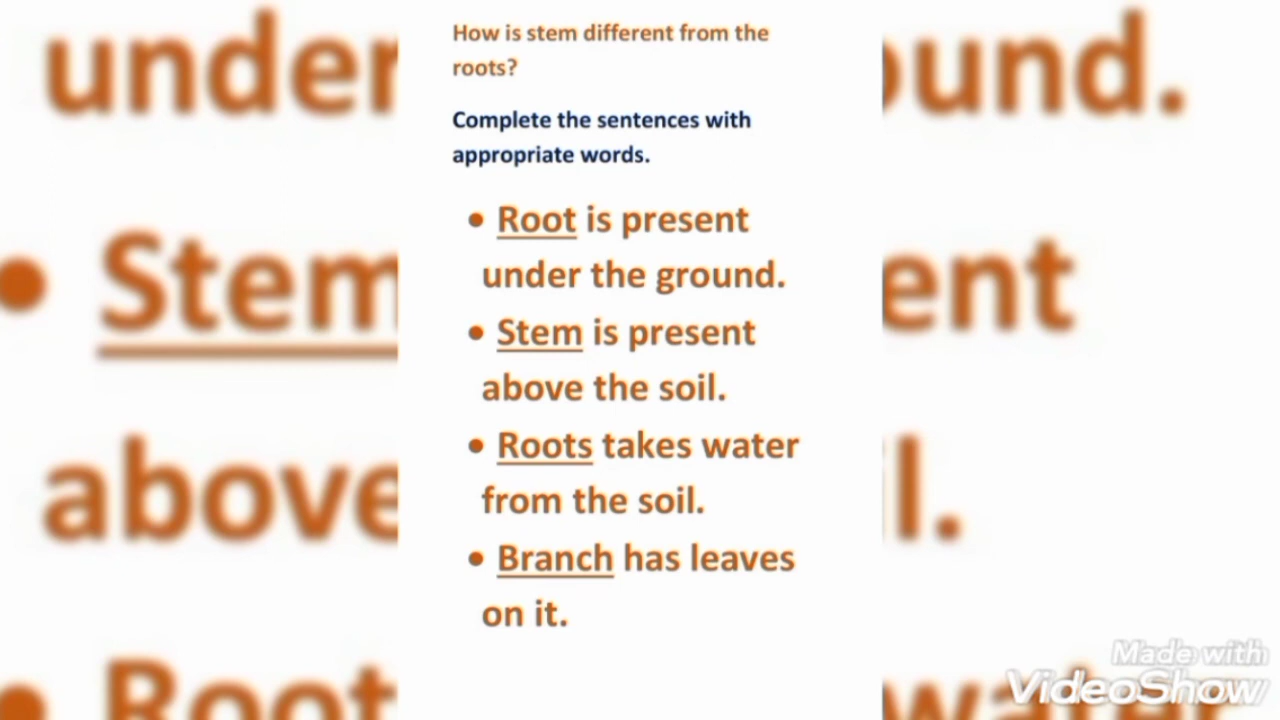 How is stem different from the
roots?
Complete the sentences with
appropriate words.
• Root is present
under the ground.
• Stem is present
above the soil.
• Roots takes water
from the soil.
• Branch has leaves
on it.
Made with
VideoShow